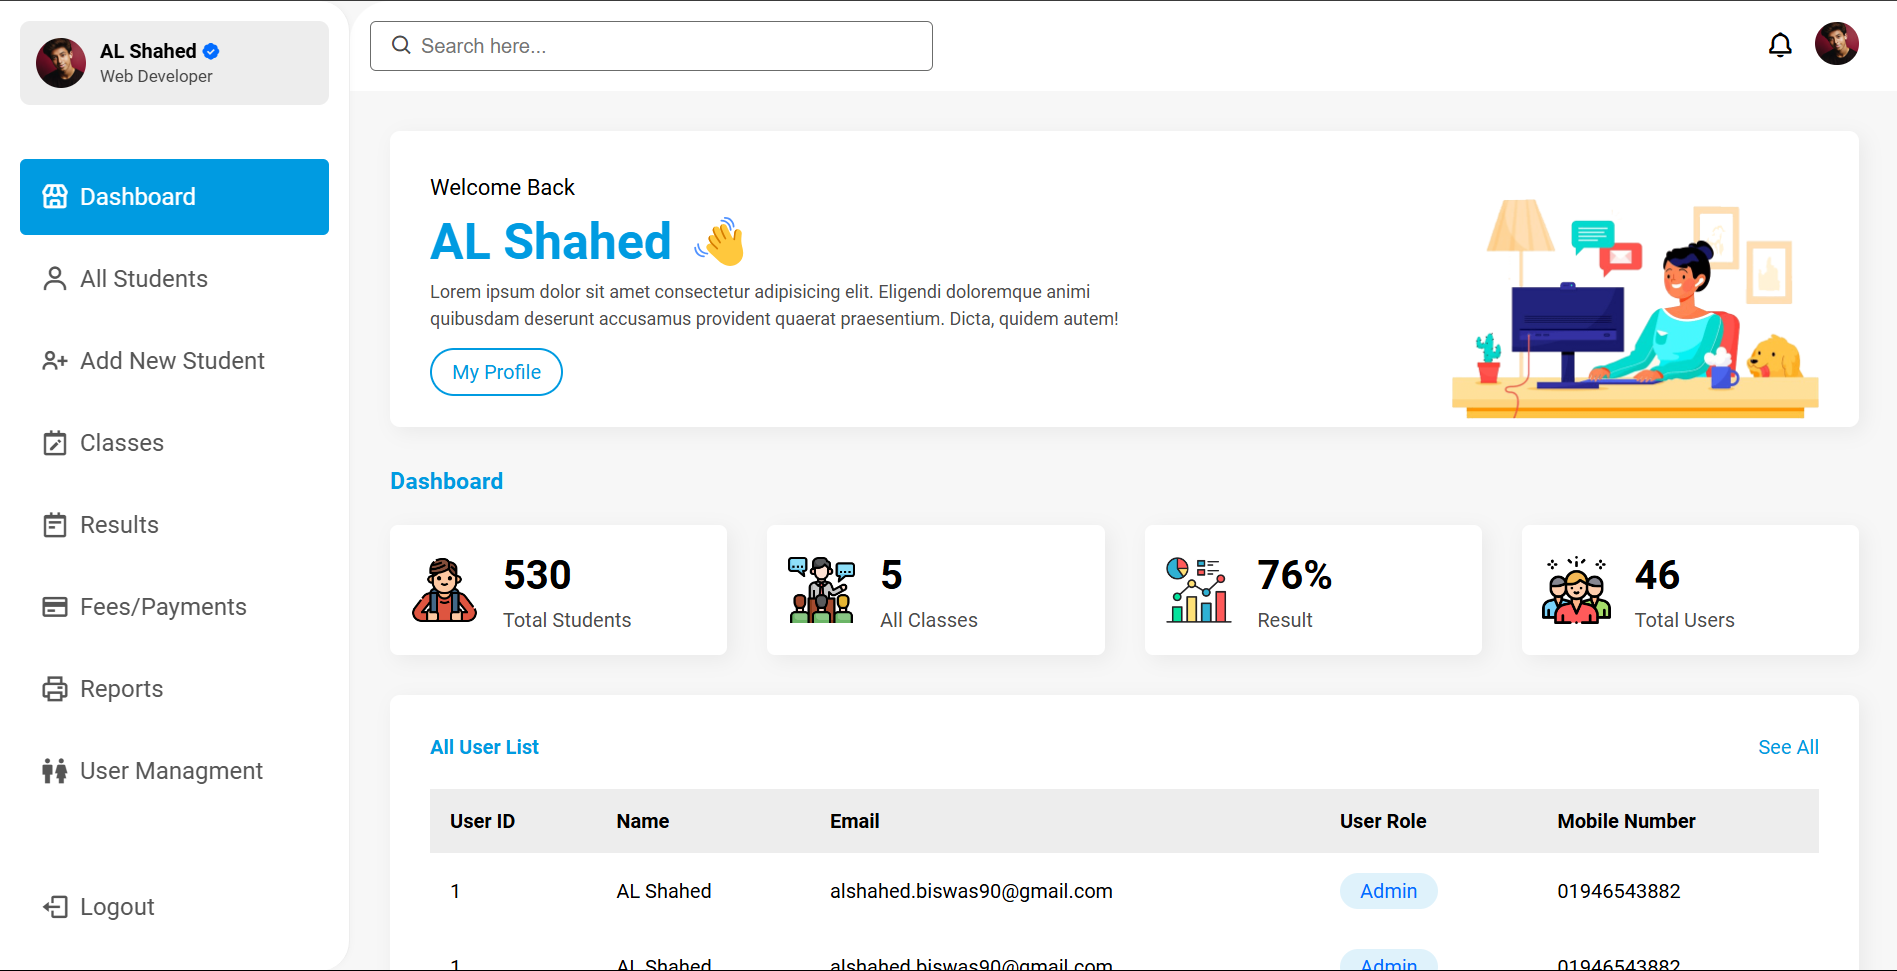 AL Shahed
Web Developer
Search here...
Dashboard
All Students
Add New Student
Classes
Results
Fees/Payments
Reports
User Managment
Logout
Welcome Back
AL Shahed
Lorem ipsum dolor sit amet consectetur adipisicing elit. Eligendi doloremque animi
quibusdam deserunt accusamus provident quaerat praesentium. Dicta, quidem autem!
My Profile
Dashboard
530
Total Students
5
All Classes
76%
Result
46
Total Users
All User List See All
User ID Name Email User Role Mobile Number
1 AL Shahed alshahed.biswas90@gmail.com Admin 01946543882
1 AL Shahed alshahed.biswas90@gmail.com Admin 01946543882